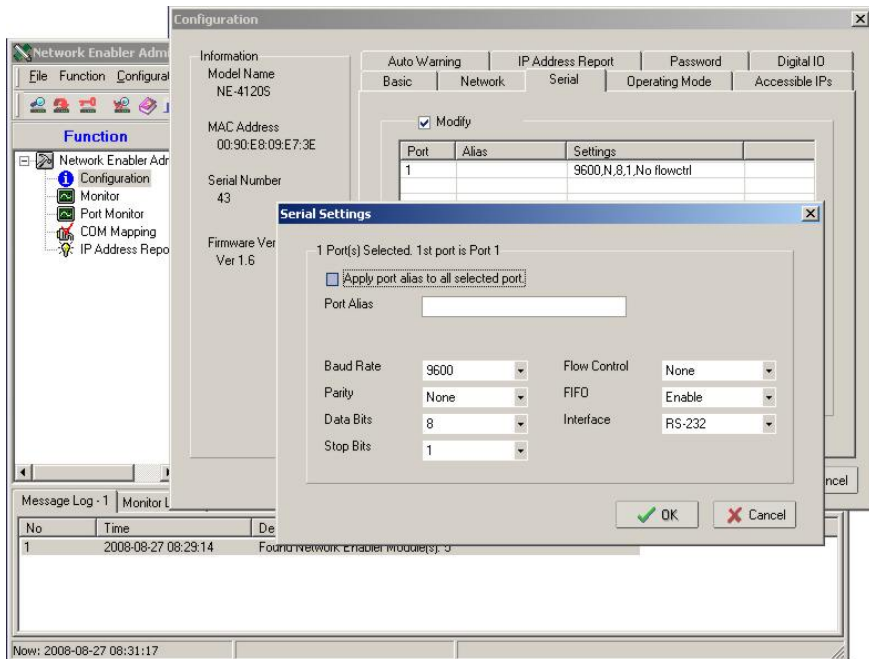 Configuration
Network Enabler Admi
File Function Configurat
Function
Network Enabler Adr
Configuration
Monitor
Port Monitor
COM Mapping
IP Address Repo
Information
Model Name
NE-4120S
MAC Address
00:90:E8:09:E7:3E
Serial Number
43
Firmware Ver
Ver 1.6
Auto Warning IP Address Report Password Digital IO
Basic Network Serial Operating Mode Accessible IPs
Modify
Port Alias Settings
1 9600,N,8,1,No flowctrl
Serial Settings
1 Port(s) Selected. 1st port is Port 1
Apply port alias to all selected port.
Port Alias
Baud Rate 9600 Flow Control None
Parity None FIFO Enable
Data Bits 8 Interface RS-232
Stop Bits 1
OK Cancel
ncel
Message Log - 1 Monitor L
No Time De
1 2008-08-27 08:29:14 Found Network Enabler Module(s): 5
Now: 2008-08-27 08:31:17